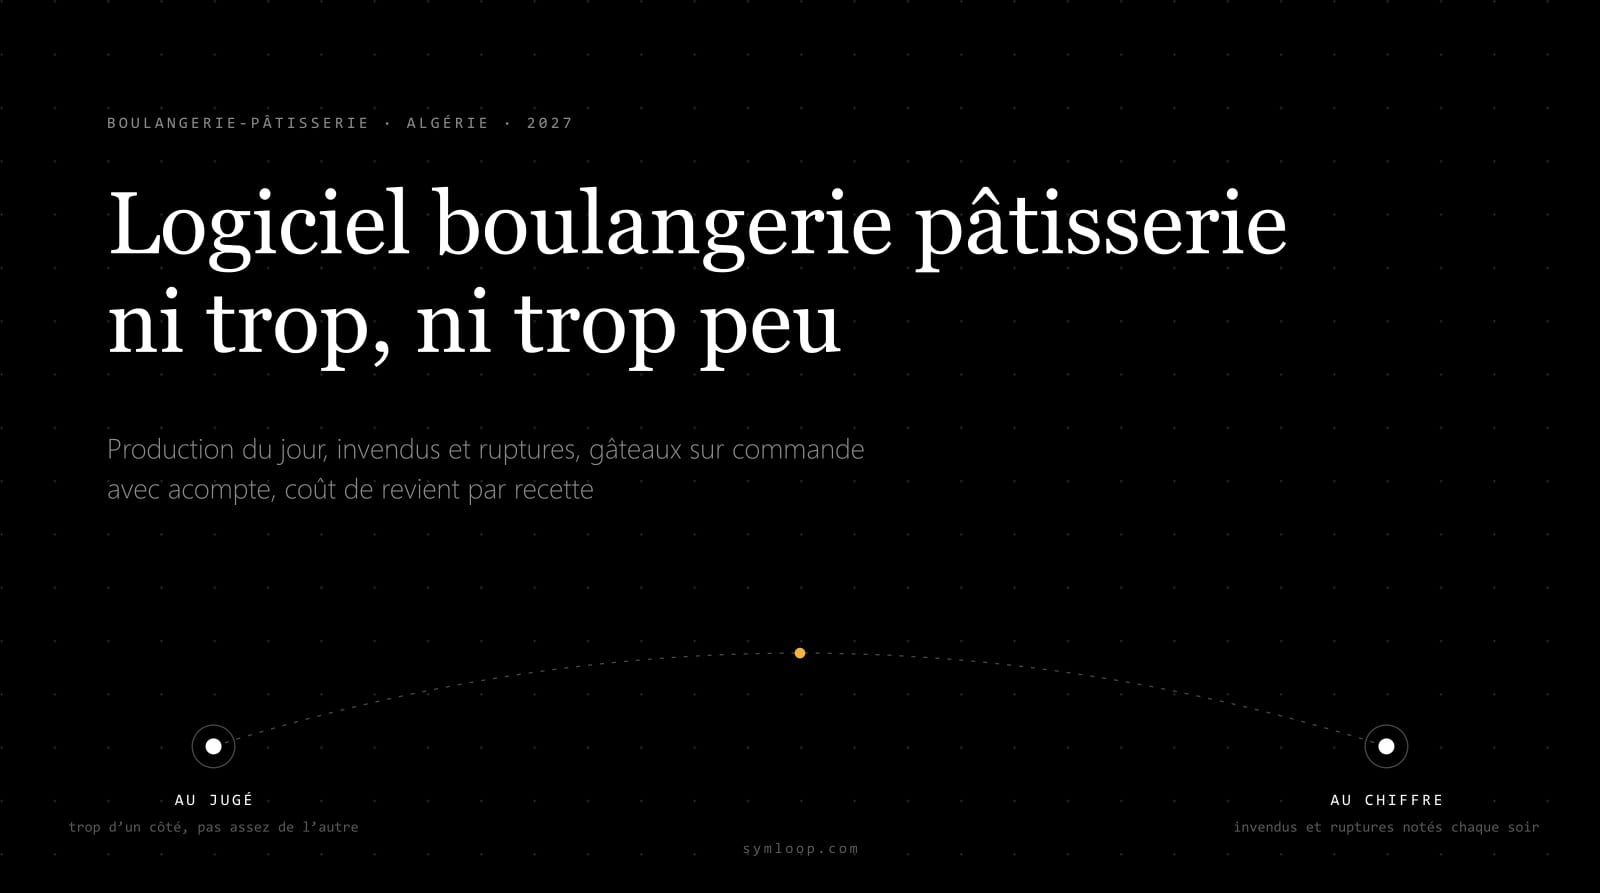 BOULANGERIE-PÂTISSERIE · ALGÉRIE · 2027
Logiciel boulangerie pâtisserie
ni trop, ni trop peu
Production du jour, invendus et ruptures, gâteaux sur commande
avec acompte, coût de revient par recette
AU JUGÉ
trop d’un côté, pas assez de l’autre
AU CHIFFRE
invendus et ruptures notés chaque soir
symloop.com